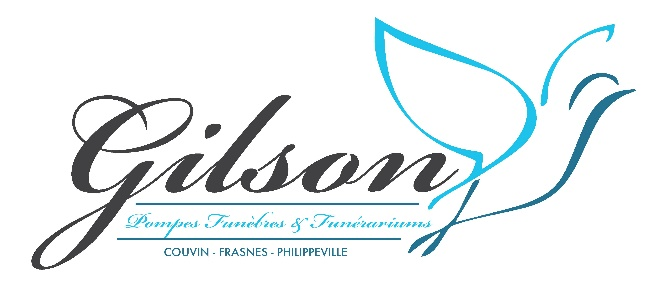 Gilson
Pompes Funèbres & Funérariums
COUVIN - FRASNES - PHILIPPEVILLE